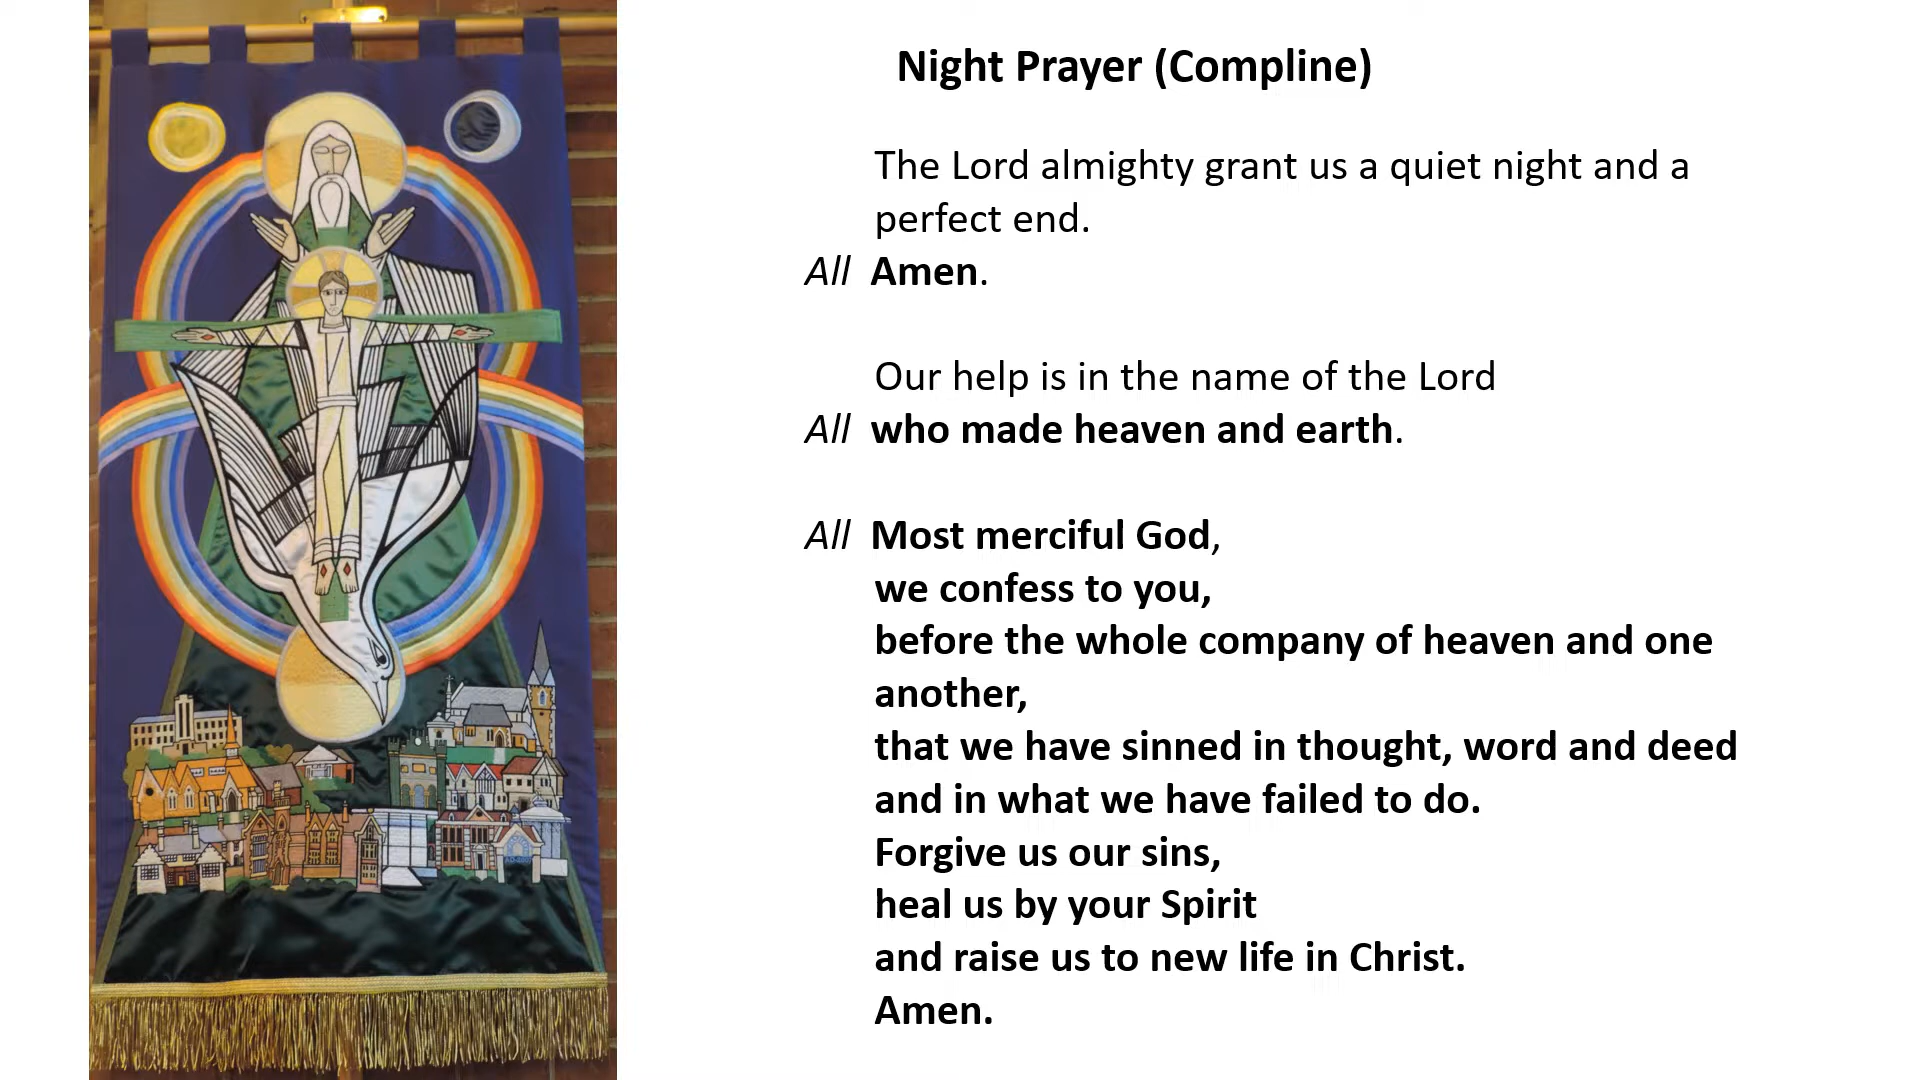 Night Prayer (Compline)
The Lord almighty grant us a quiet night and a
perfect end.
All Amen.
Our help is in the name of the Lord
All who made heaven and earth.
All Most merciful God,
we confess to you,
before the whole company of heaven and one
another,
that we have sinned in thought, word and deed
and in what we have failed to do.
Forgive us our sins,
heal us by your Spirit
and raise us to new life in Christ.
Amen.